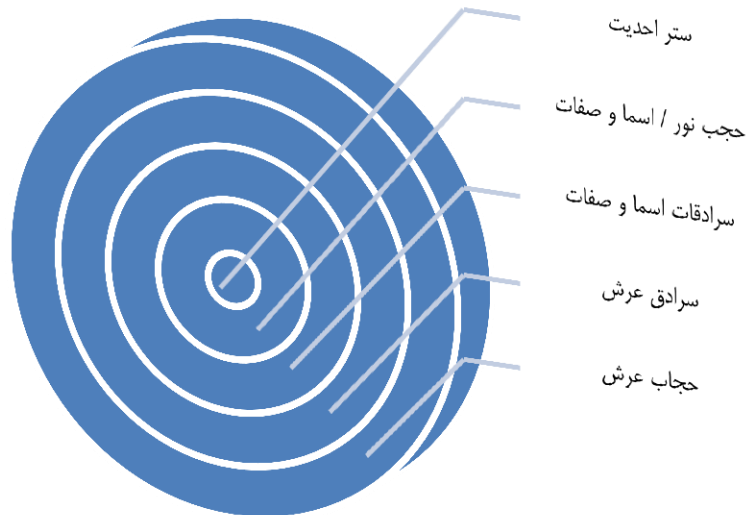 ستر احدیت
حجب نور / اسما و صفات
سرادقات اسما و صفات
سرادق عرش
حجاب عرش